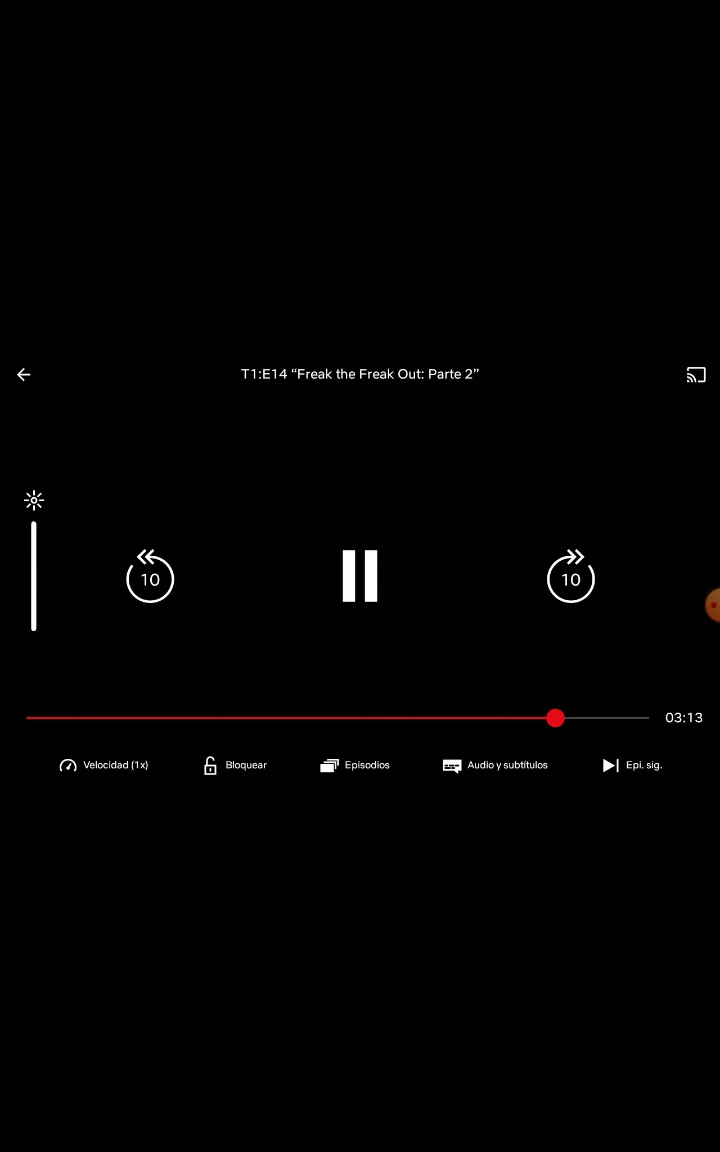 T1:E14 “Freak the Freak Out: Parte 2”
10
10
03:13
Velocidad (1x) Bloquear Episodios Audio y subtítulos Epi. sig.